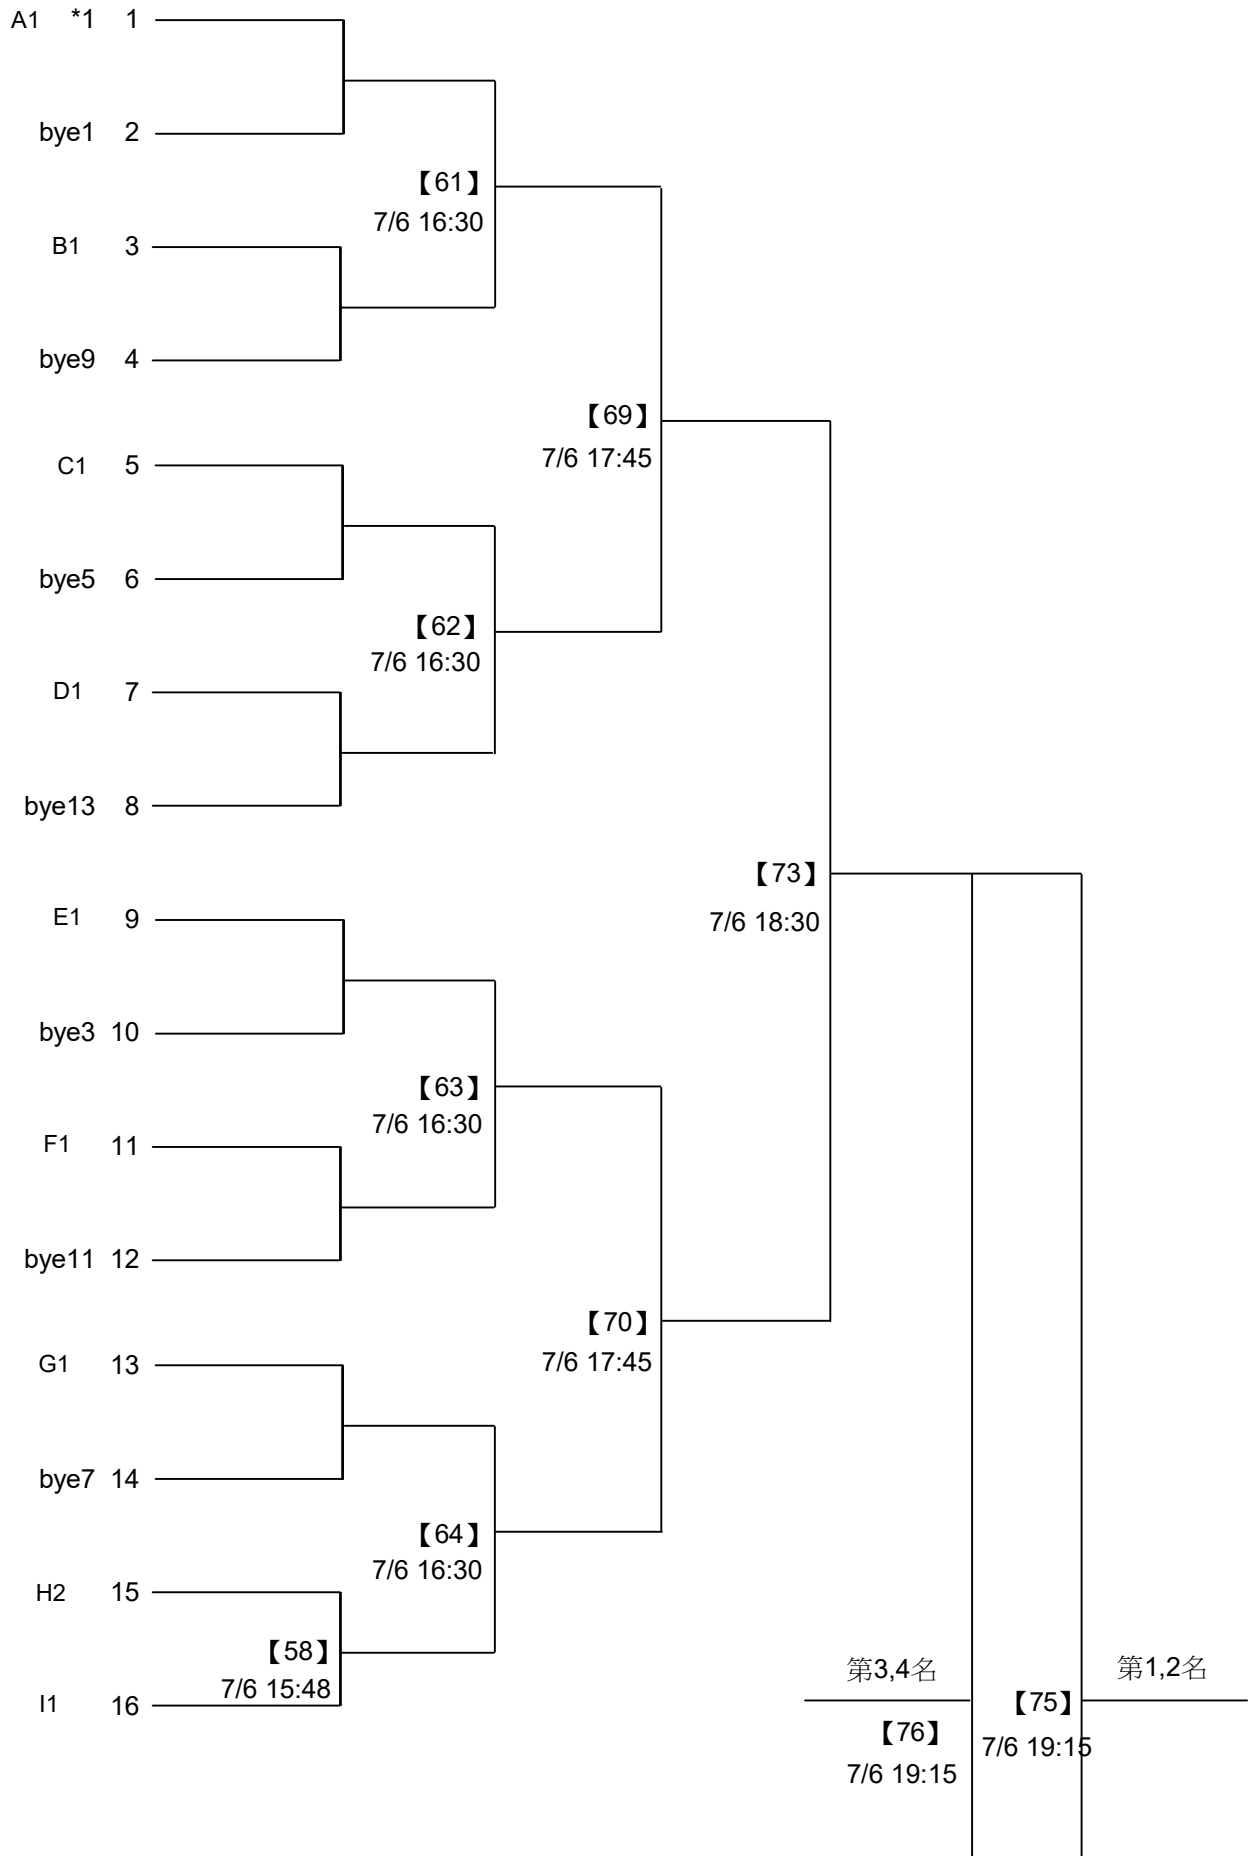 A1 *1 1
bye1 2
【61】
7/6 16:30
B1 3
bye9 4
【69】
7/6 17:45
C1 5
bye5 6
【62】
7/6 16:30
D1 7
bye13 8
【73】
7/6 18:30
E1 9
bye3 10
【63】
7/6 16:30
F1 11
bye11 12
【70】
7/6 17:45
G1 13
bye7 14
【64】
7/6 16:30
H2 15
【58】
7/6 15:48
I1 16
第3,4名
【76】
7/6 19:15
第1,2名
【75】
7/6 19:15